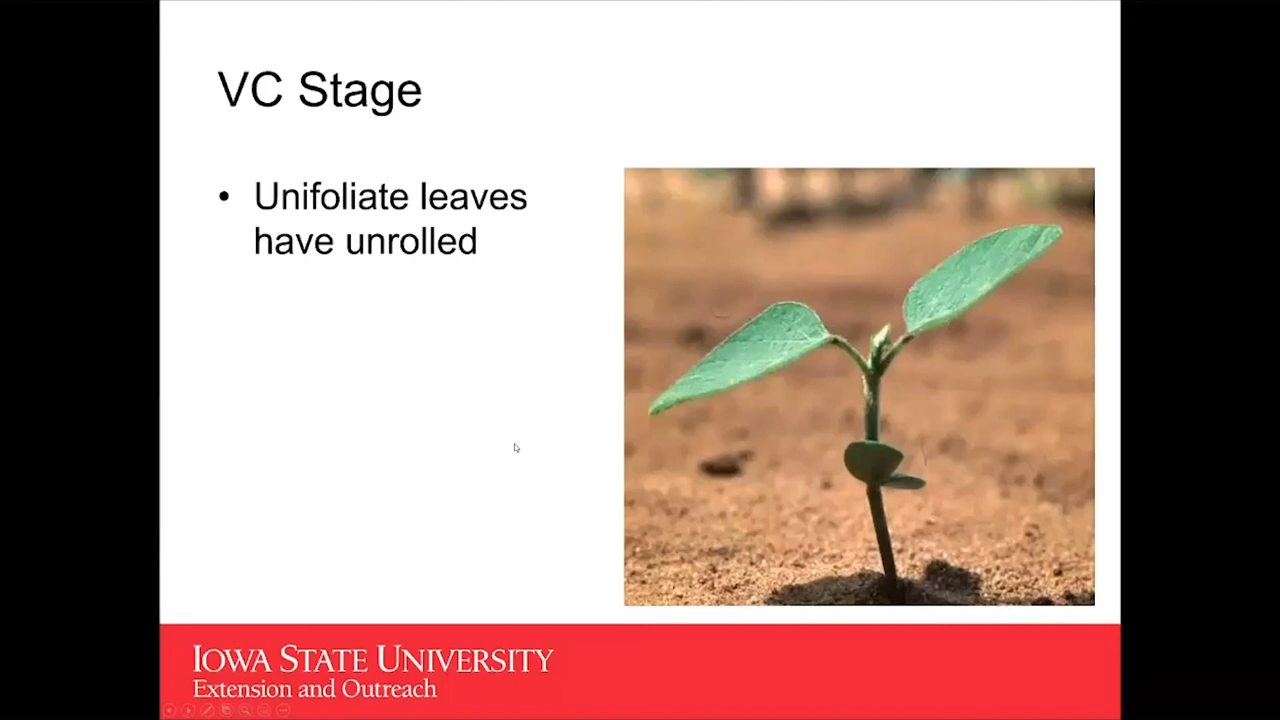 VC Stage
• Unifoliate leaves
have unrolled
IOWA STATE UNIVERSITY
Extension and Outreach